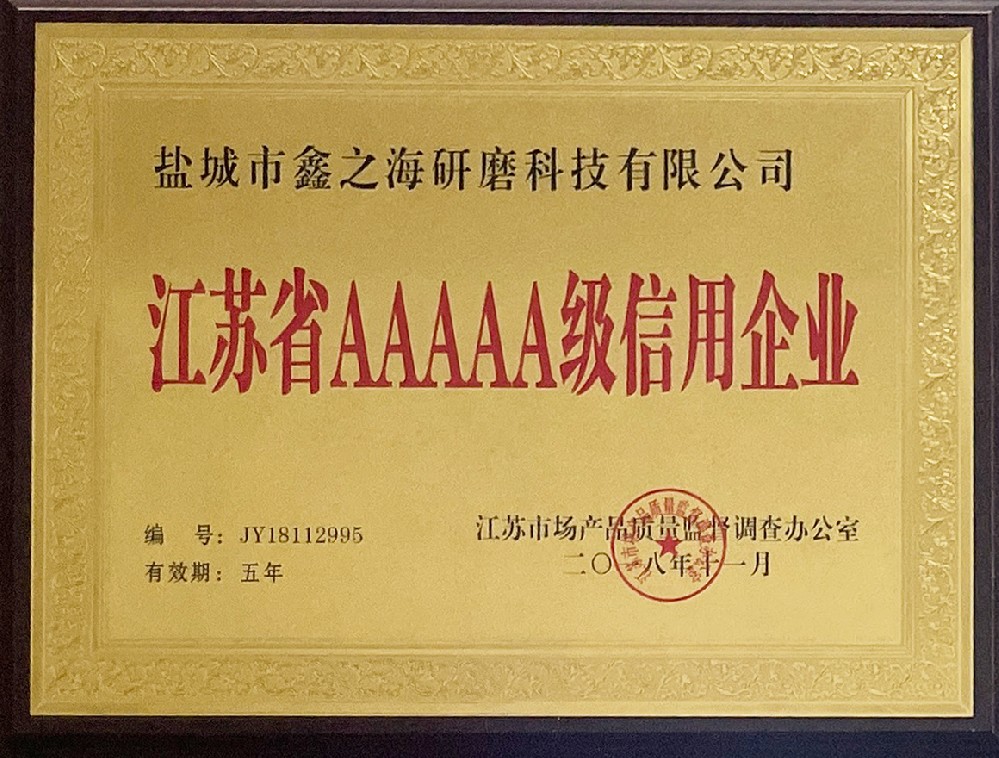 盐城市鑫之海研磨科技有限公司
江苏省AAAAA级信用企业
编 号：JY18112995
有效期：五年
江苏市场产品质量监督调查办公室
二〇一八年十一月